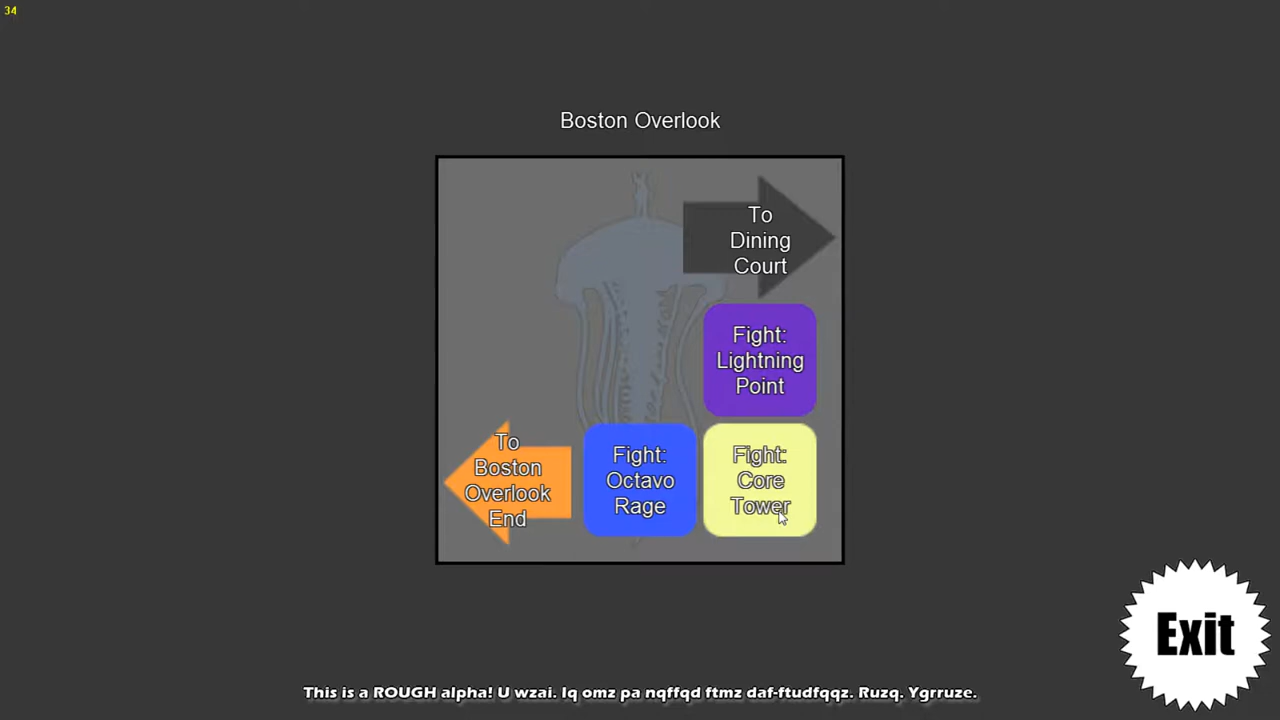 34
Boston Overlook
To
Dining
Court
Fight:
Lightning
Point
To
Boston
Overlook
End
Fight:
Octavo
Rage
Fight:
Core
Tower
Exit
This is a ROUGH alpha! U wzai. Iq omz pa nqffqd ftmz daf-ftudfqqz. Ruzq. Ygrruze.